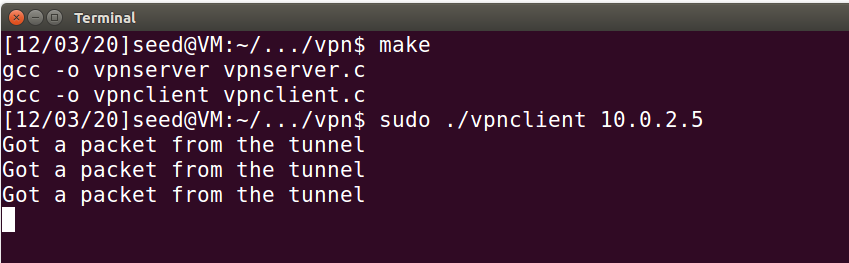 Terminal
[12/03/20]seed@VM:~/.../vpn$ make
gcc -o vpnserver vpnserver.c
gcc -o vpnclient vpnclient.c
[12/03/20]seed@VM:~/.../vpn$ sudo ./vpnclient 10.0.2.5
Got a packet from the tunnel
Got a packet from the tunnel
Got a packet from the tunnel